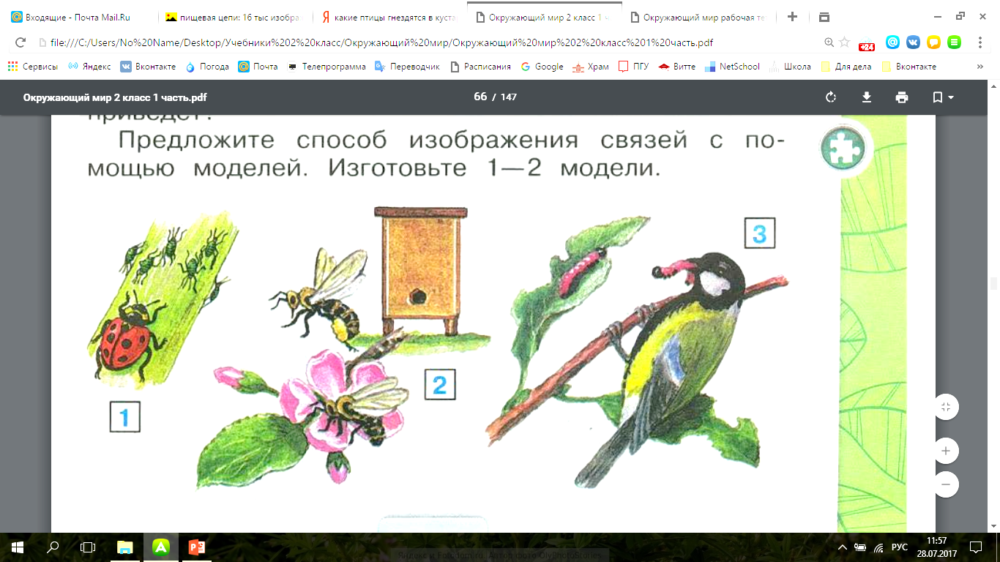 Входящие - Почта Mail.Ru
пищевая цепи: 16 тыс изобра
какие птицы гнездятся в куста
Окружающий мир 2 класс 1 ч
Окружающий мир рабочая те
file:///C:/Users/No%20Name/Desktop/Учебники%202%20класс/Окружающий%20мир/Окружающий%20мир%202%20класс%201%20часть.pdf
+24
Сервисы Яндекс Вконтакте Погода Почта Телепрограмма Переводчик Расписания Google Храм ПГУ Витте NetSchool Школа Для дела Вконтакте »
Окружающий мир 2 класс 1 часть.pdf 66 / 147
приведёт?
Предложите способ изображения связей с по-
мощью моделей. Изготовьте 1—2 модели.
3
2
1
РУС
11:57
28.07.2017